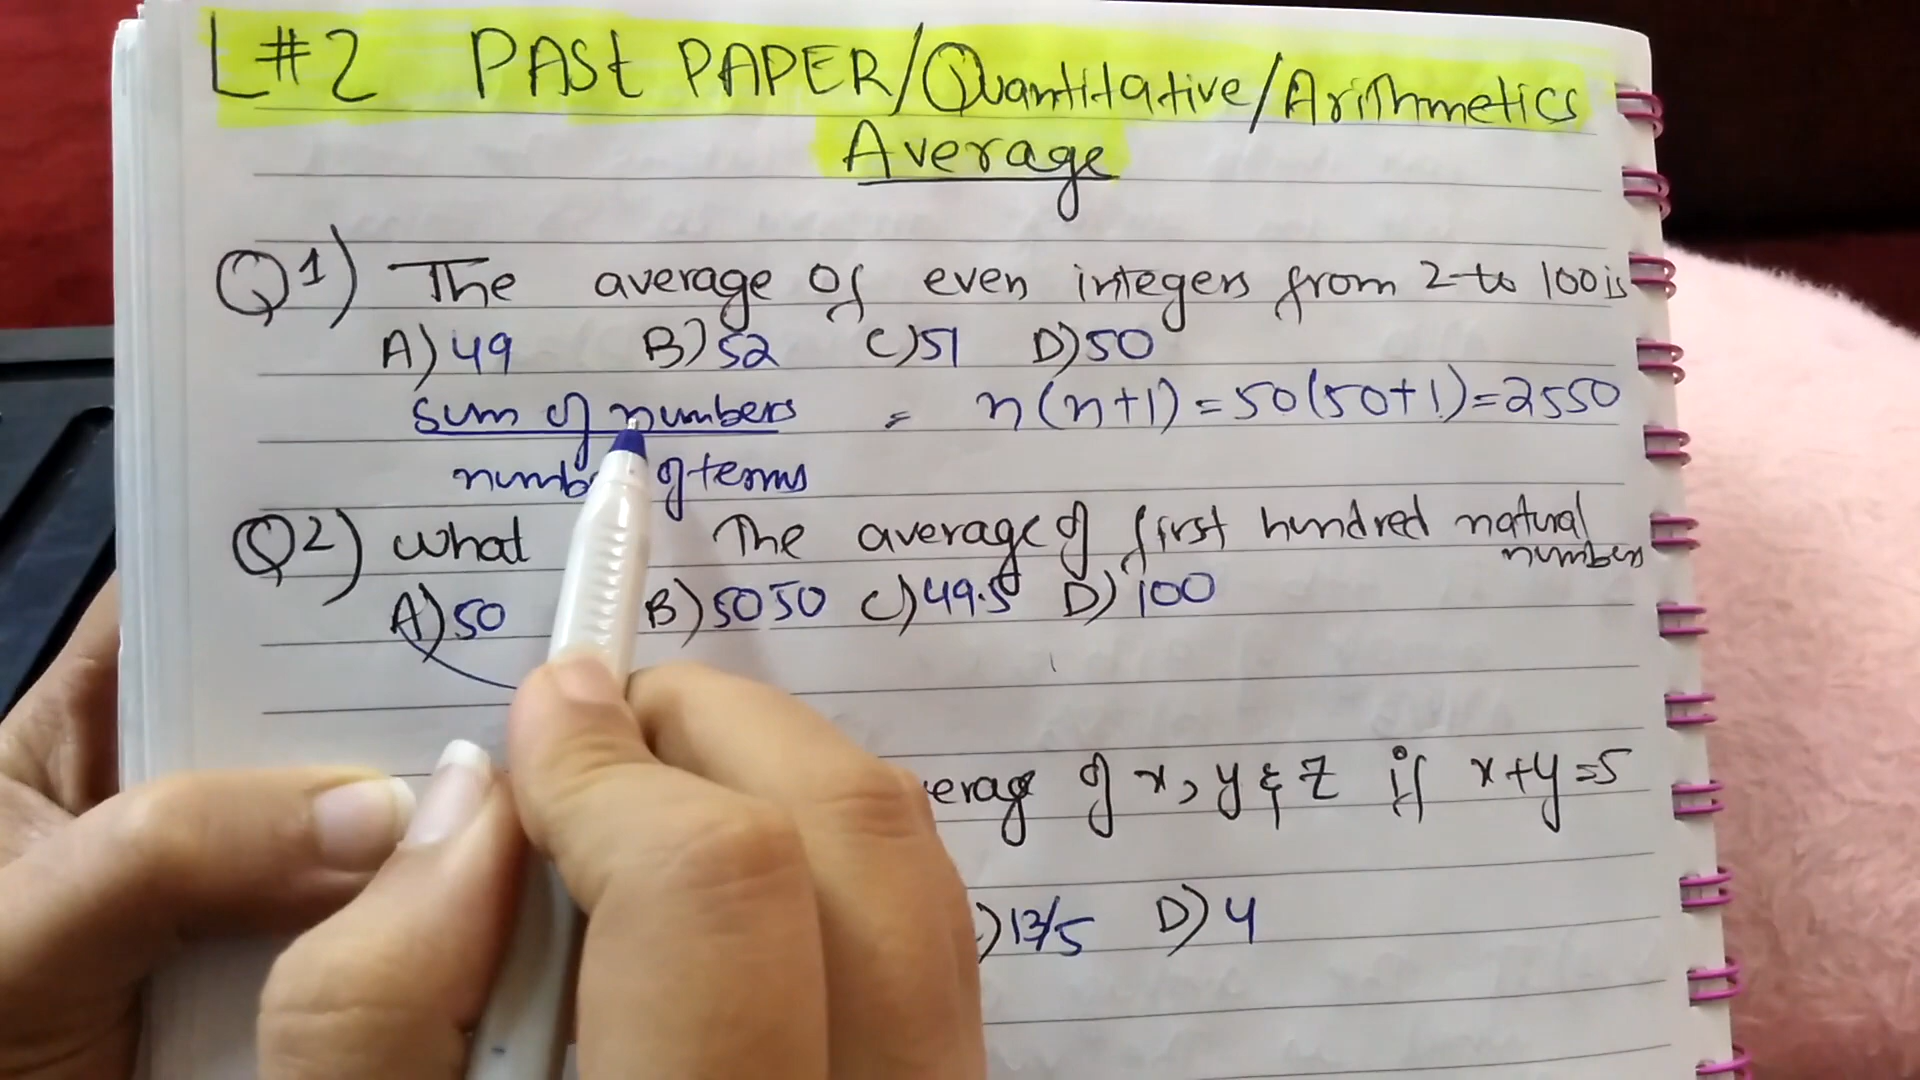 L#2 PAST PAPER/Quantitative/Arithmetics
Average
Q1) The average of even integers from 2 to 100 is
A) 49 B) 52 C) 51 D) 50
sum of numbers = n(n+1) = 50(50+1) = 2550
of terms
Q2) what The average of first hundred natural
numbers
A) 50 B) 5050 C) 49.5 D) 100
of x, y & z if x+y=5
) 13/5 D) 4